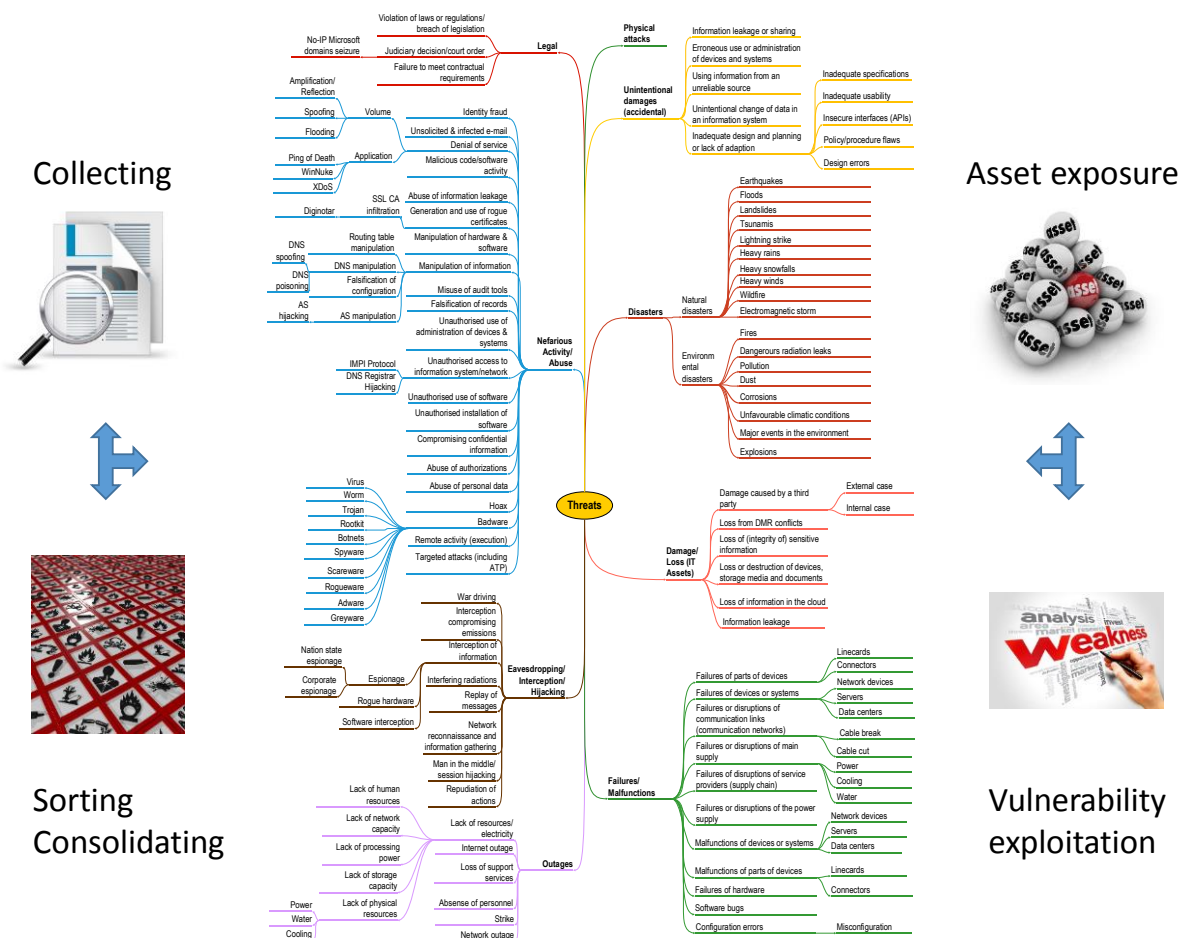 Collecting
Sorting
Consolidating
Asset exposure
Vulnerability
exploitation
Threats
Legal
Violation of laws or regulations/
breach of legislation
Judiciary decision/court order
No-IP Microsoft
domains seizure
Failure to meet contractual
requirements
Nefarious
Activity/
Abuse
Identity fraud
Unsolicited & infected e-mail
Denial of service
Volume
Amplification/
Reflection
Spoofing
Flooding
Application
Ping of Death
WinNuke
XDoS
Malicious code/software
activity
Abuse of information leakage
Generation and use of rogue
certificates
SSL CA
infiltration
Diginotar
Manipulation of hardware &
software
Manipulation of information
Routing table
manipulation
DNS manipulation
DNS
spoofing
DNS
poisoning
Falsification of
configuration
AS manipulation
AS
hijacking
Misuse of audit tools
Falsification of records
Unauthorised use of
administration of devices &
systems
Unauthorised access to
information system/network
IMPI Protocol
DNS Registrar
Hijacking
Unauthorised use of software
Unauthorised installation of
software
Compromising confidential
information
Abuse of authorizations
Abuse of personal data
Hoax
Badware
Virus
Worm
Trojan
Rootkit
Botnets
Spyware
Scareware
Rogueware
Adware
Greyware
Remote activity (execution)
Targeted attacks (including
ATP)
Eavesdropping/
Interception/
Hijacking
War driving
Interception
compromising
emissions
Interception of
information
Espionage
Nation state
espionage
Corporate
espionage
Rogue hardware
Software interception
Interfering radiations
Replay of
messages
Network
reconnaissance and
information gathering
Man in the middle/
session hijacking
Repudiation of
actions
Outages
Lack of resources/
electricity
Lack of human
resources
Lack of network
capacity
Lack of processing
power
Lack of storage
capacity
Lack of physical
resources
Power
Water
Cooling
Internet outage
Loss of support
services
Absense of personnel
Strike
Network outage
Physical
attacks
Unintentional
damages
(accidental)
Information leakage or sharing
Erroneous use or administration
of devices and systems
Using information from an
unreliable source
Unintentional change of data in
an information system
Inadequate design and planning
or lack of adaption
Inadequate specifications
Inadequate usability
Insecure interfaces (APIs)
Policy/procedure flaws
Design errors
Disasters
Natural
disasters
Earthquakes
Floods
Landslides
Tsunamis
Lightning strike
Heavy rains
Heavy snowfalls
Heavy winds
Wildfire
Electromagnetic storm
Environm
ental
disasters
Fires
Dangerours radiation leaks
Pollution
Dust
Corrosions
Unfavourable climatic conditions
Major events in the environment
Explosions
Damage/
Loss (IT
Assets)
Damage caused by a third
party
External case
Internal case
Loss from DMR conflicts
Loss of (integrity of) sensitive
information
Loss or destruction of devices,
storage media and documents
Loss of information in the cloud
Information leakage
Failures/
Malfunctions
Failures of parts of devices
Linecards
Connectors
Failures of devices or systems
Network devices
Servers
Data centers
Failures or disruptions of
communication links
(communication networks)
Cable break
Cable cut
Failures or disruptions of main
supply
Power
Cooling
Water
Failures of disruptions of service
providers (supply chain)
Failures or disruptions of the power
supply
Malfunctions of devices or systems
Network devices
Servers
Data centers
Malfunctions of parts of devices
Linecards
Connectors
Failures of hardware
Software bugs
Configuration errors
Misconfiguration
asset
asset
asset
asset
asset
asset
analysis
invest
area
market
Weakness
business